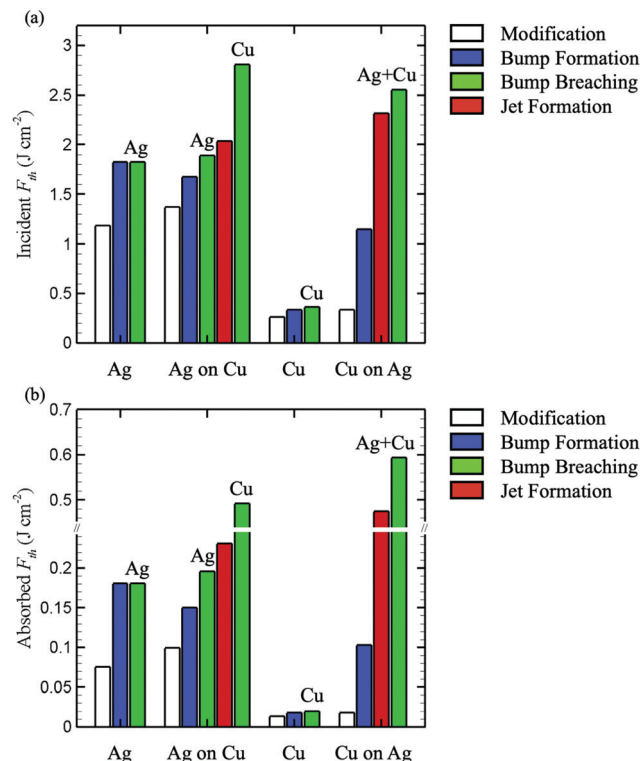 (a)
3
2.5
2
1.5
1
0.5
0
Incident F_th (J cm⁻²)
Ag
Ag
Cu
Cu
Ag+Cu
Ag
Ag on Cu
Cu
Cu on Ag
Modification
Bump Formation
Bump Breaching
Jet Formation
(b)
0.7
0.6
0.5
0.2
0.15
0.1
0.05
0
Absorbed F_th (J cm⁻²)
Ag
Ag
Cu
Cu
Ag+Cu
Ag
Ag on Cu
Cu
Cu on Ag
Modification
Bump Formation
Bump Breaching
Jet Formation